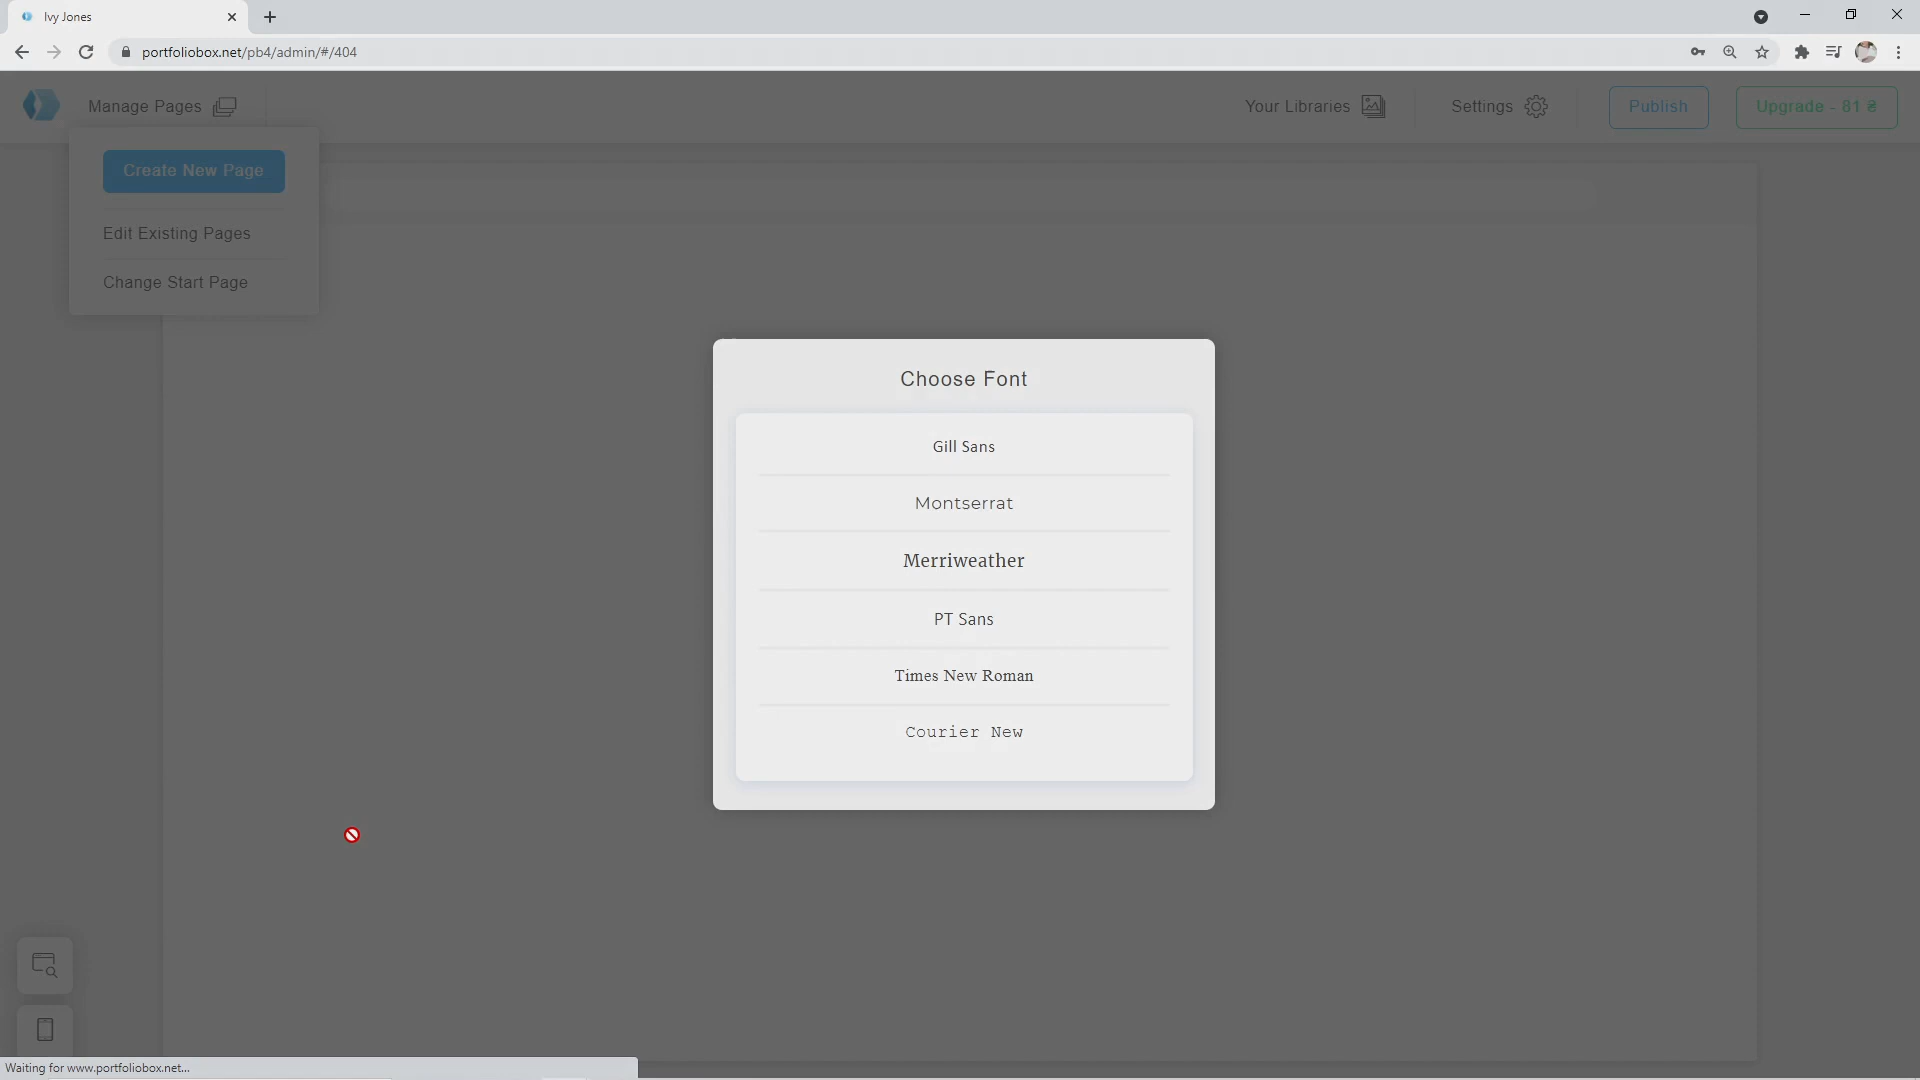 Ivy Jones
portfoliobox.net/pb4/admin/#/404
Manage Pages
Your Libraries
Settings
Publish
Upgrade - 81 ₴
Create New Page
Edit Existing Pages
Change Start Page
Choose Font
Gill Sans
Montserrat
Merriweather
PT Sans
Times New Roman
Courier New
Waiting for www.portfoliobox.net...